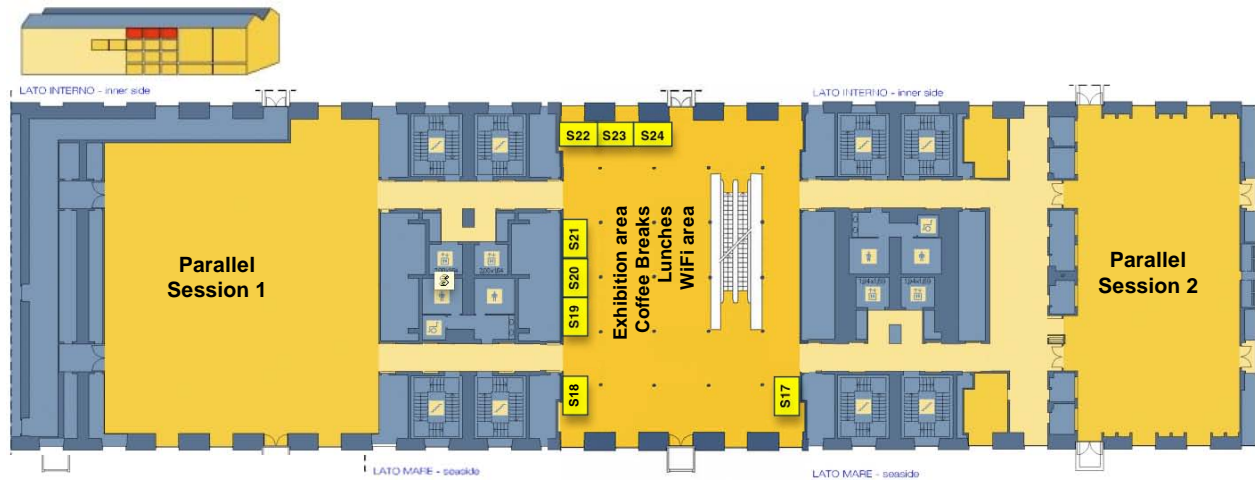 LATO INTERNO - inner side
LATO INTERNO - inner side
S22
S23
S24
S21
S20
S19
S18
S17
Parallel
Session 1
Exhibition area
Coffee Breaks
Lunches
WiFi area
Parallel
Session 2
LATO MARE - seaside
LATO MARE - seaside